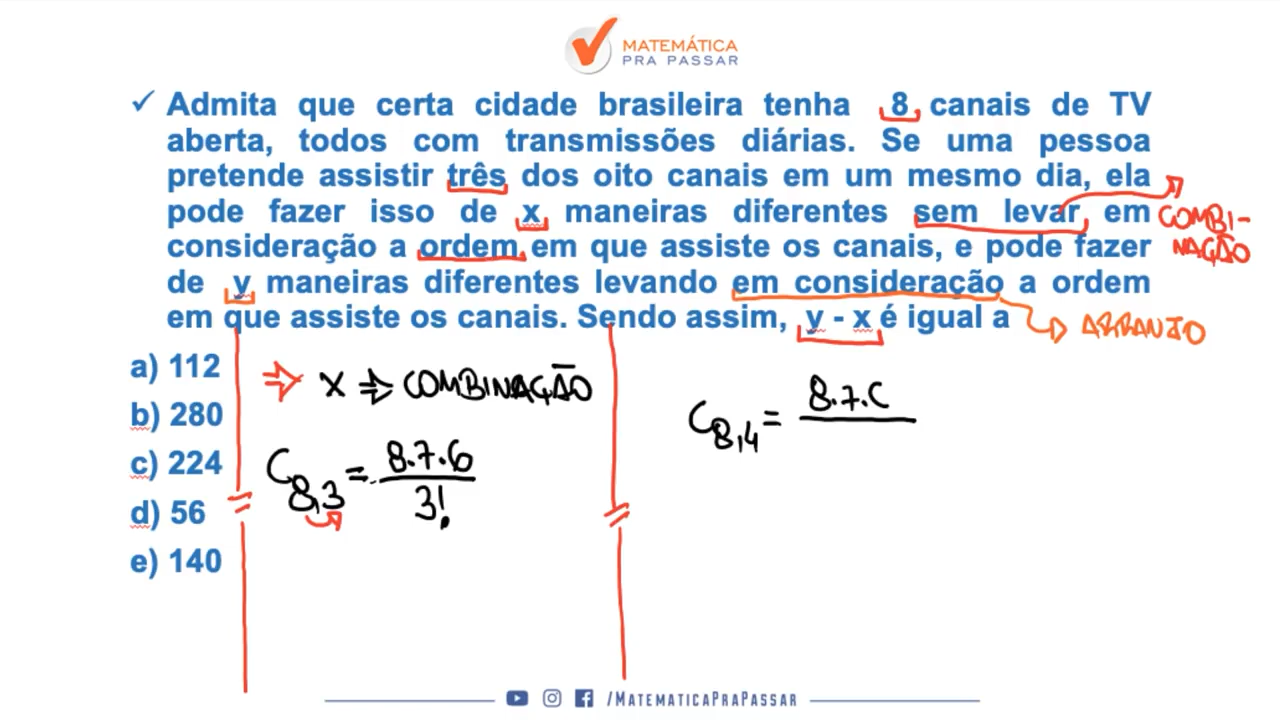 MATEMÁTICA
PRA PASSAR
✓ Admita que certa cidade brasileira tenha 8 canais de TV
aberta, todos com transmissões diárias. Se uma pessoa
pretende assistir três dos oito canais em um mesmo dia, ela
pode fazer isso de x maneiras diferentes sem levar em
consideração a ordem em que assiste os canais, e pode fazer
de y maneiras diferentes levando em consideração a ordem
em que assiste os canais. Sendo assim, y - x é igual a
COMBI-
NAÇÃO
ARRANJO
a) 112
b) 280
c) 224
d) 56
e) 140
⇒ x ⇒ COMBINAÇÃO
C8,3 = 8.7.6
3!
C8,4 = 8.7.C
/MATEMATICAPRAPASSAR